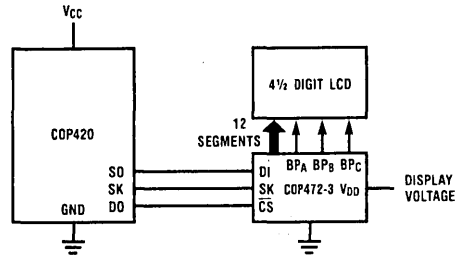 VCC
COP420
SO
SK
GND DO
4½ DIGIT LCD
12
SEGMENTS
DI BPA BPB BPC
SK COP472-3 VDD
CS
DISPLAY
VOLTAGE